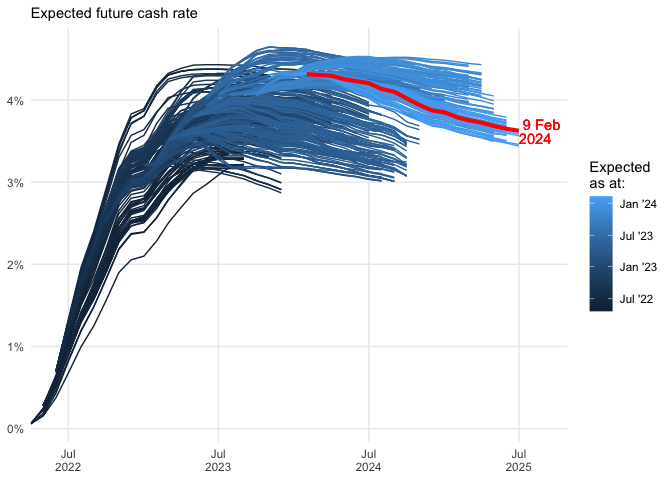 Expected future cash rate
4%
3%
2%
1%
0%
Jul
2022
Jul
2023
Jul
2024
Jul
2025
9 Feb
2024
Expected
as at:
Jan '24
Jul '23
Jan '23
Jul '22